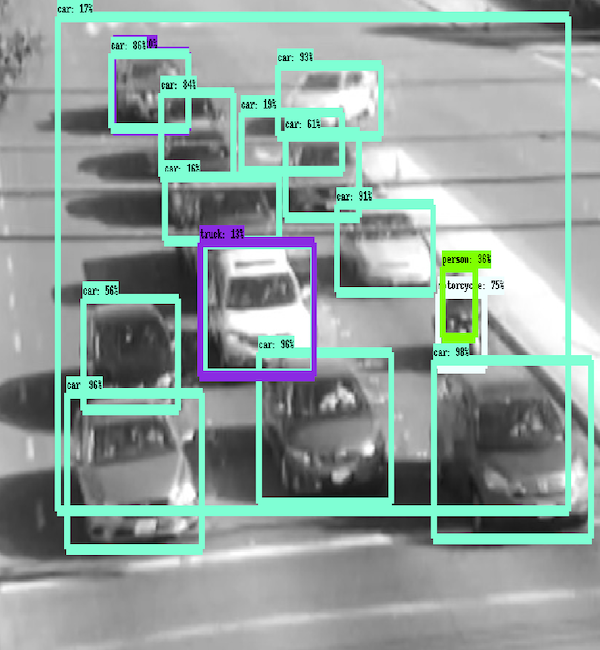 car: 17%
car: 86%
car: 93%
car: 84%
car: 19%
car: 61%
car: 16%
car: 91%
truck: 13%
person: 36%
motorcycle: 75%
car: 56%
car: 96%
car: 98%
car: 96%